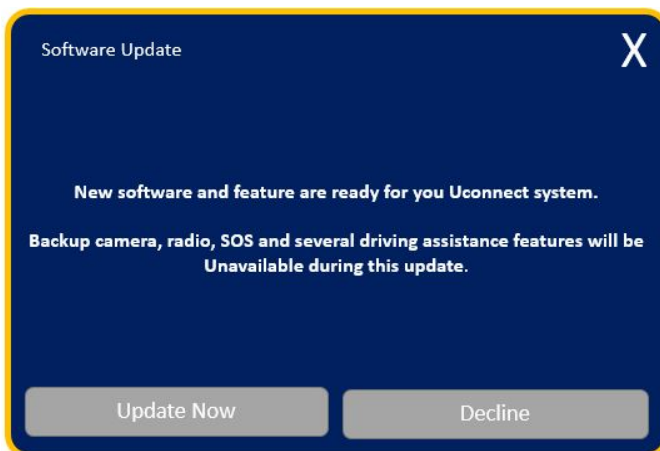 Software Update
X
New software and feature are ready for you Uconnect system.
Backup camera, radio, SOS and several driving assistance features will be
Unavailable during this update.
Update Now
Decline